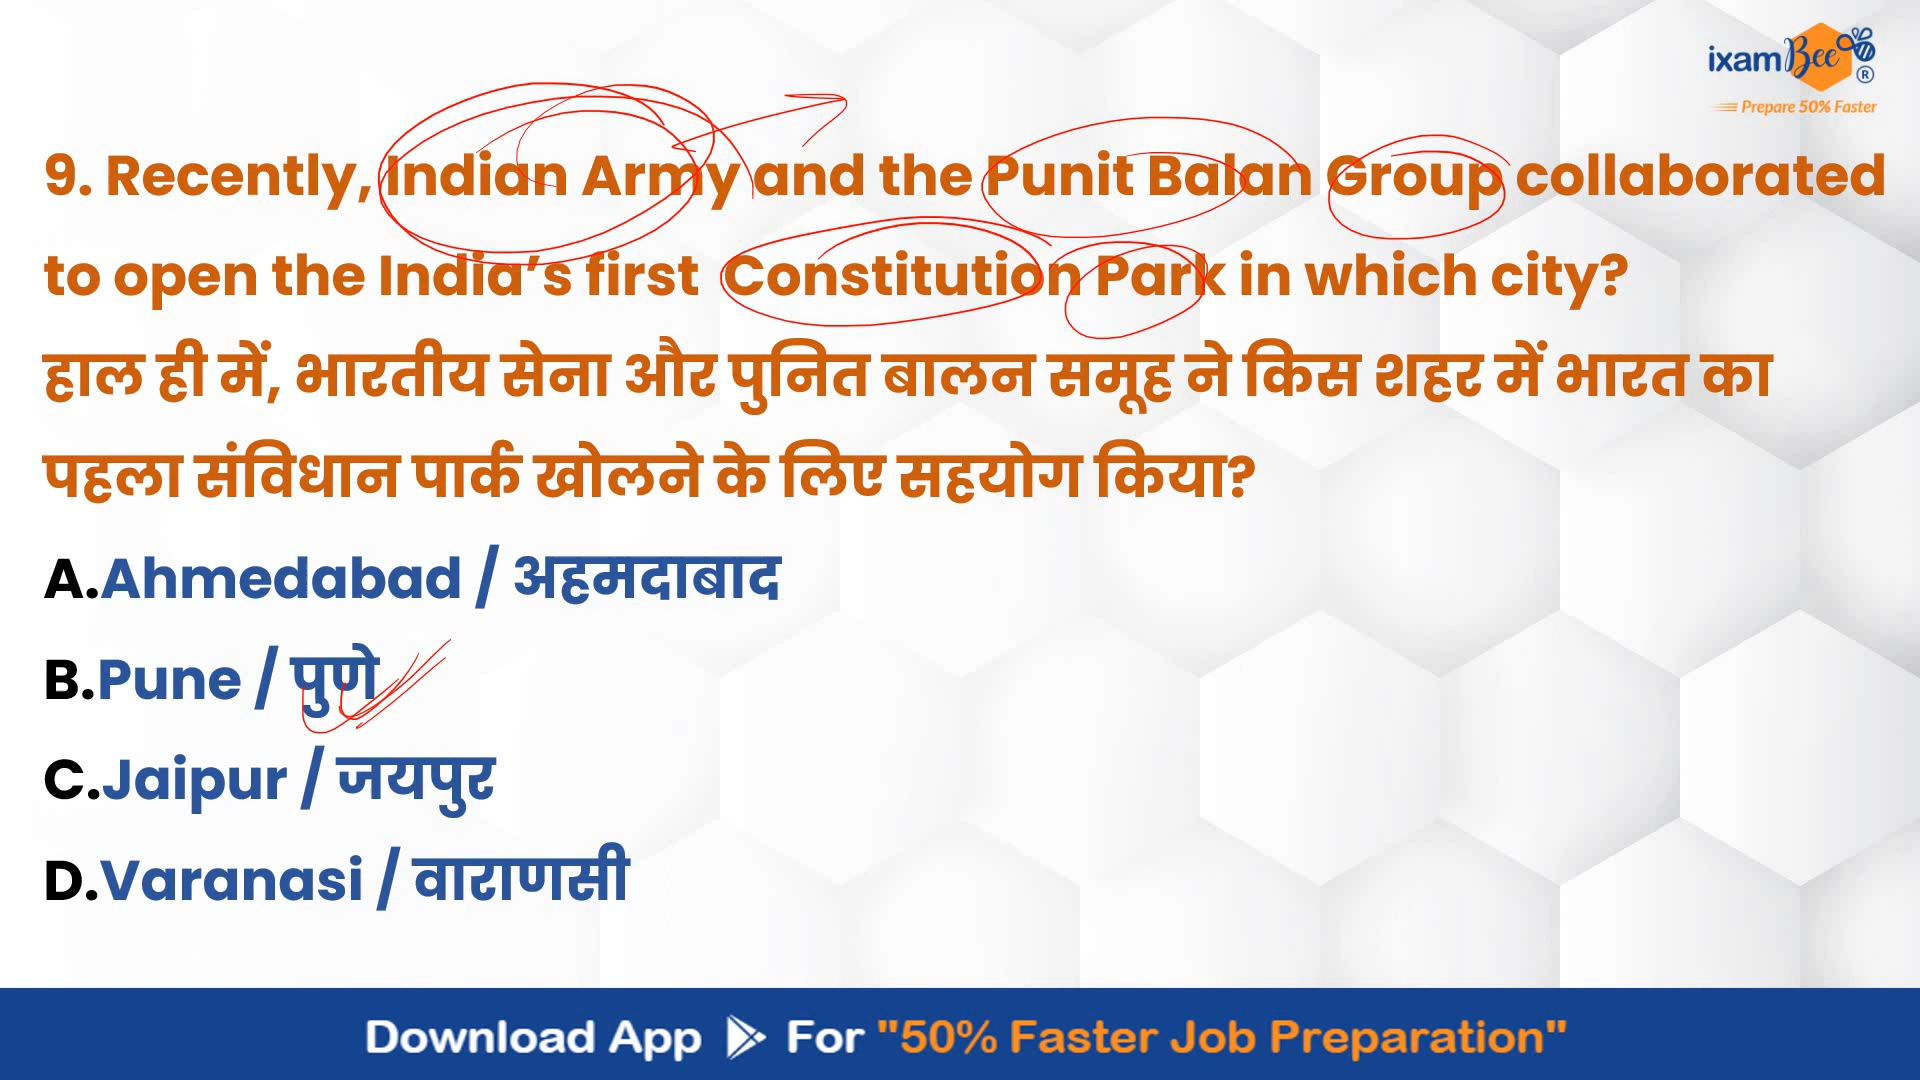 ixamBee®
Prepare 50% Faster
9. Recently, Indian Army and the Punit Balan Group collaborated
to open the India’s first Constitution Park in which city?
हाल ही में, भारतीय सेना और पुनित बालन समूह ने किस शहर में भारत का
पहला संविधान पार्क खोलने के लिए सहयोग किया?
A.Ahmedabad / अहमदाबाद
B.Pune / पुणे
C.Jaipur / जयपुर
D.Varanasi / वाराणसी
Download App For "50% Faster Job Preparation"